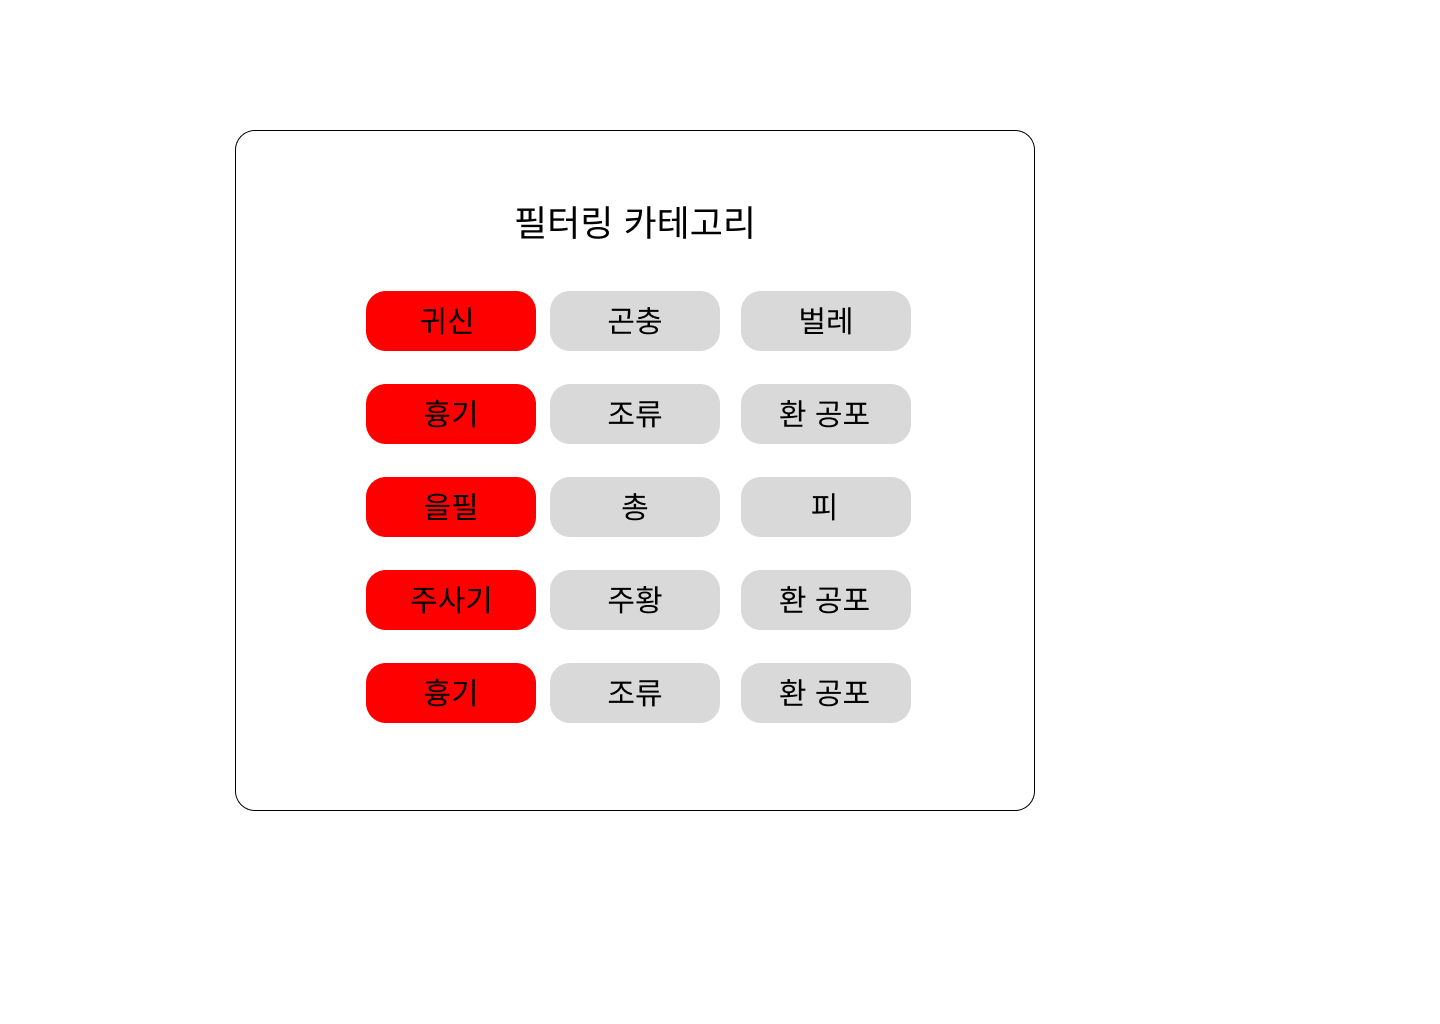 필터링 카테고리
귀신 곤충 벌레
흉기 조류 환 공포
을필 총 피
주사기 주황 환 공포
흉기 조류 환 공포